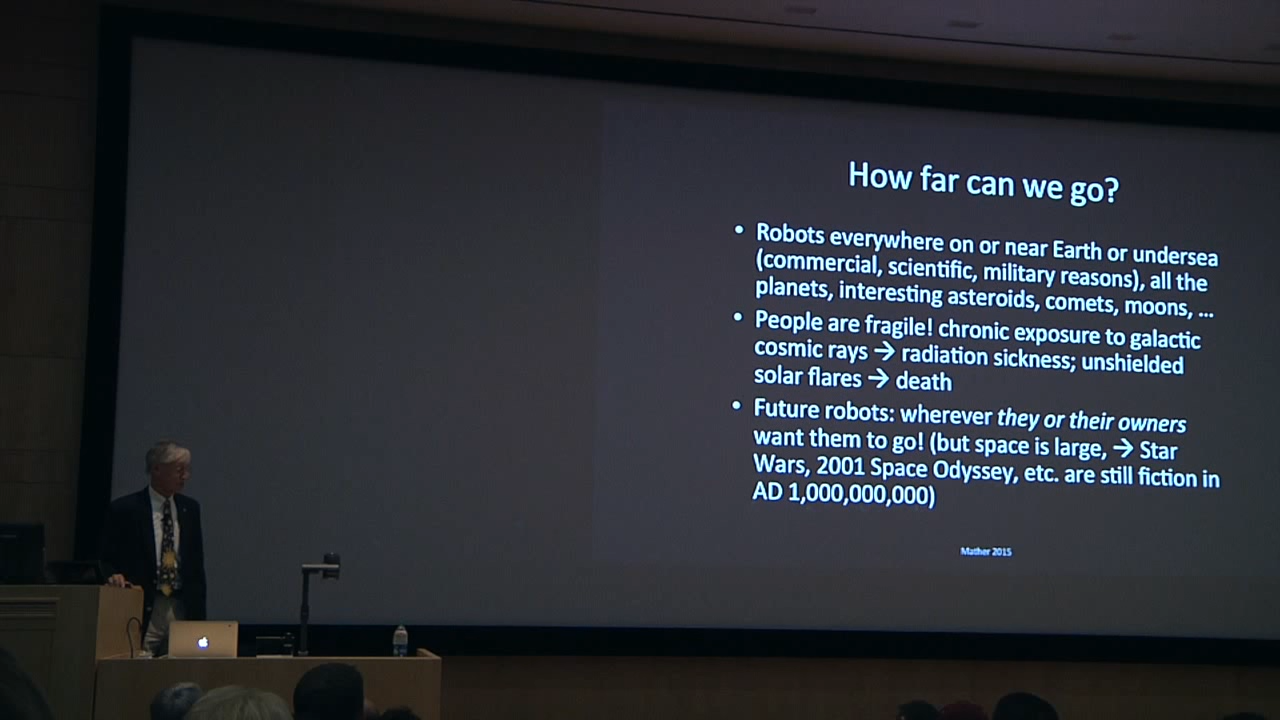 How far can we go?
• Robots everywhere on or near Earth or undersea
(commercial, scientific, military reasons), all the
planets, interesting asteroids, comets, moons, ...
• People are fragile! chronic exposure to galactic
cosmic rays → radiation sickness; unshielded
solar flares → death
• Future robots: wherever they or their owners
want them to go! (but space is large, → Star
Wars, 2001 Space Odyssey, etc. are still fiction in
AD 1,000,000,000)
Mather 2015